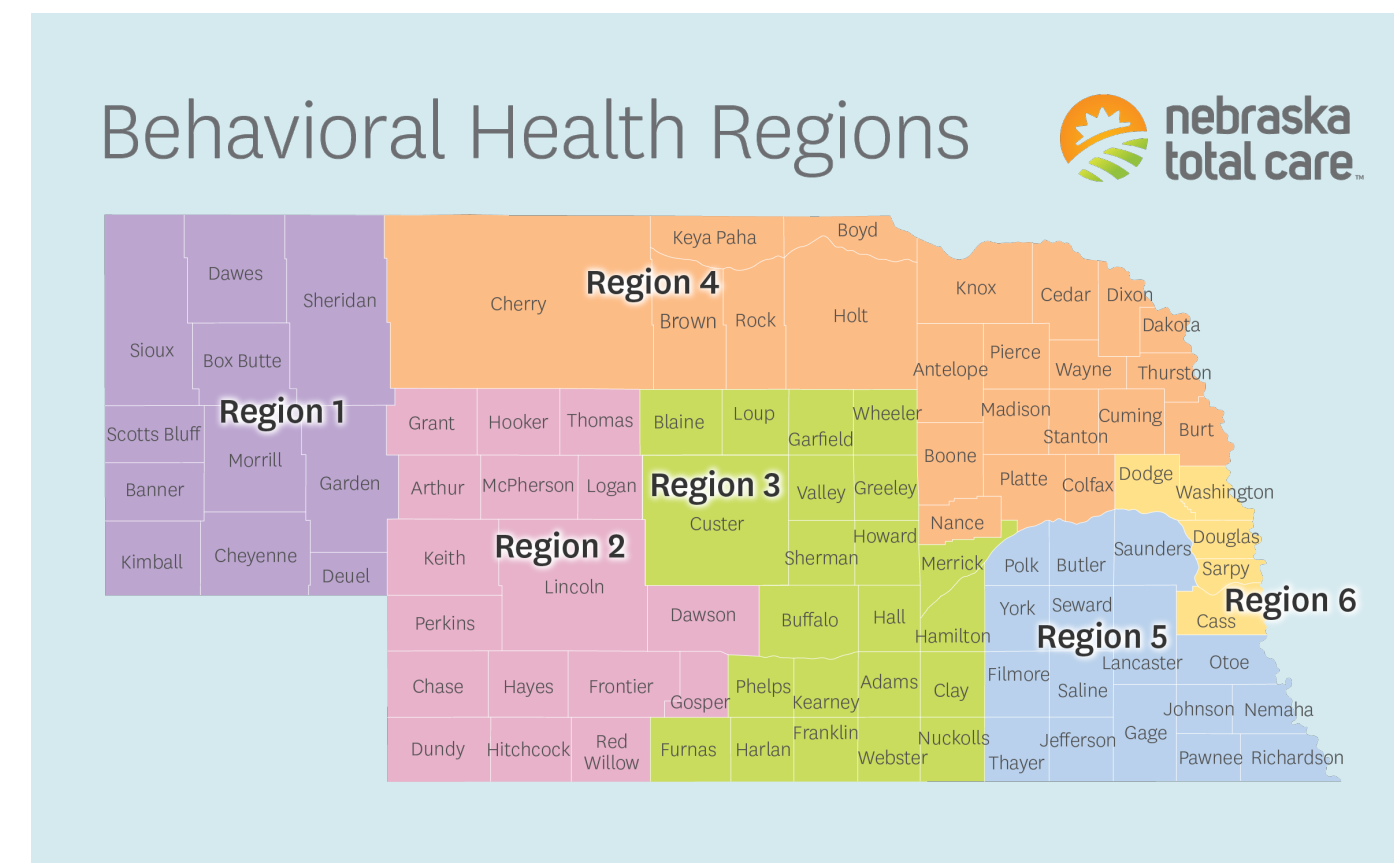 Behavioral Health Regions
nebraska
total care™
Keya Paha
Boyd
Dawes
Sheridan
Region 4
Cherry
Brown
Rock
Holt
Knox
Cedar
Dixon
Dakota
Sioux
Box Butte
Pierce
Antelope
Wayne
Thurston
Region 1
Scotts Bluff
Morrill
Banner
Garden
Kimball
Cheyenne
Deuel
Grant
Hooker
Thomas
Blaine
Loup
Wheeler
Garfield
Madison
Cuming
Stanton
Burt
Boone
Platte
Colfax
Dodge
Washington
Arthur
McPherson
Logan
Region 3
Custer
Valley
Greeley
Nance
Keith
Region 2
Lincoln
Sherman
Howard
Merrick
Polk
Butler
Saunders
Douglas
Sarpy
Region 6
Cass
Perkins
Dawson
Buffalo
Hall
Hamilton
York
Seward
Region 5
Lancaster
Otoe
Chase
Hayes
Frontier
Gosper
Phelps
Kearney
Adams
Clay
Filmore
Saline
Johnson
Nemaha
Dundy
Hitchcock
Red
Willow
Furnas
Harlan
Franklin
Webster
Nuckolls
Thayer
Jefferson
Gage
Pawnee
Richardson